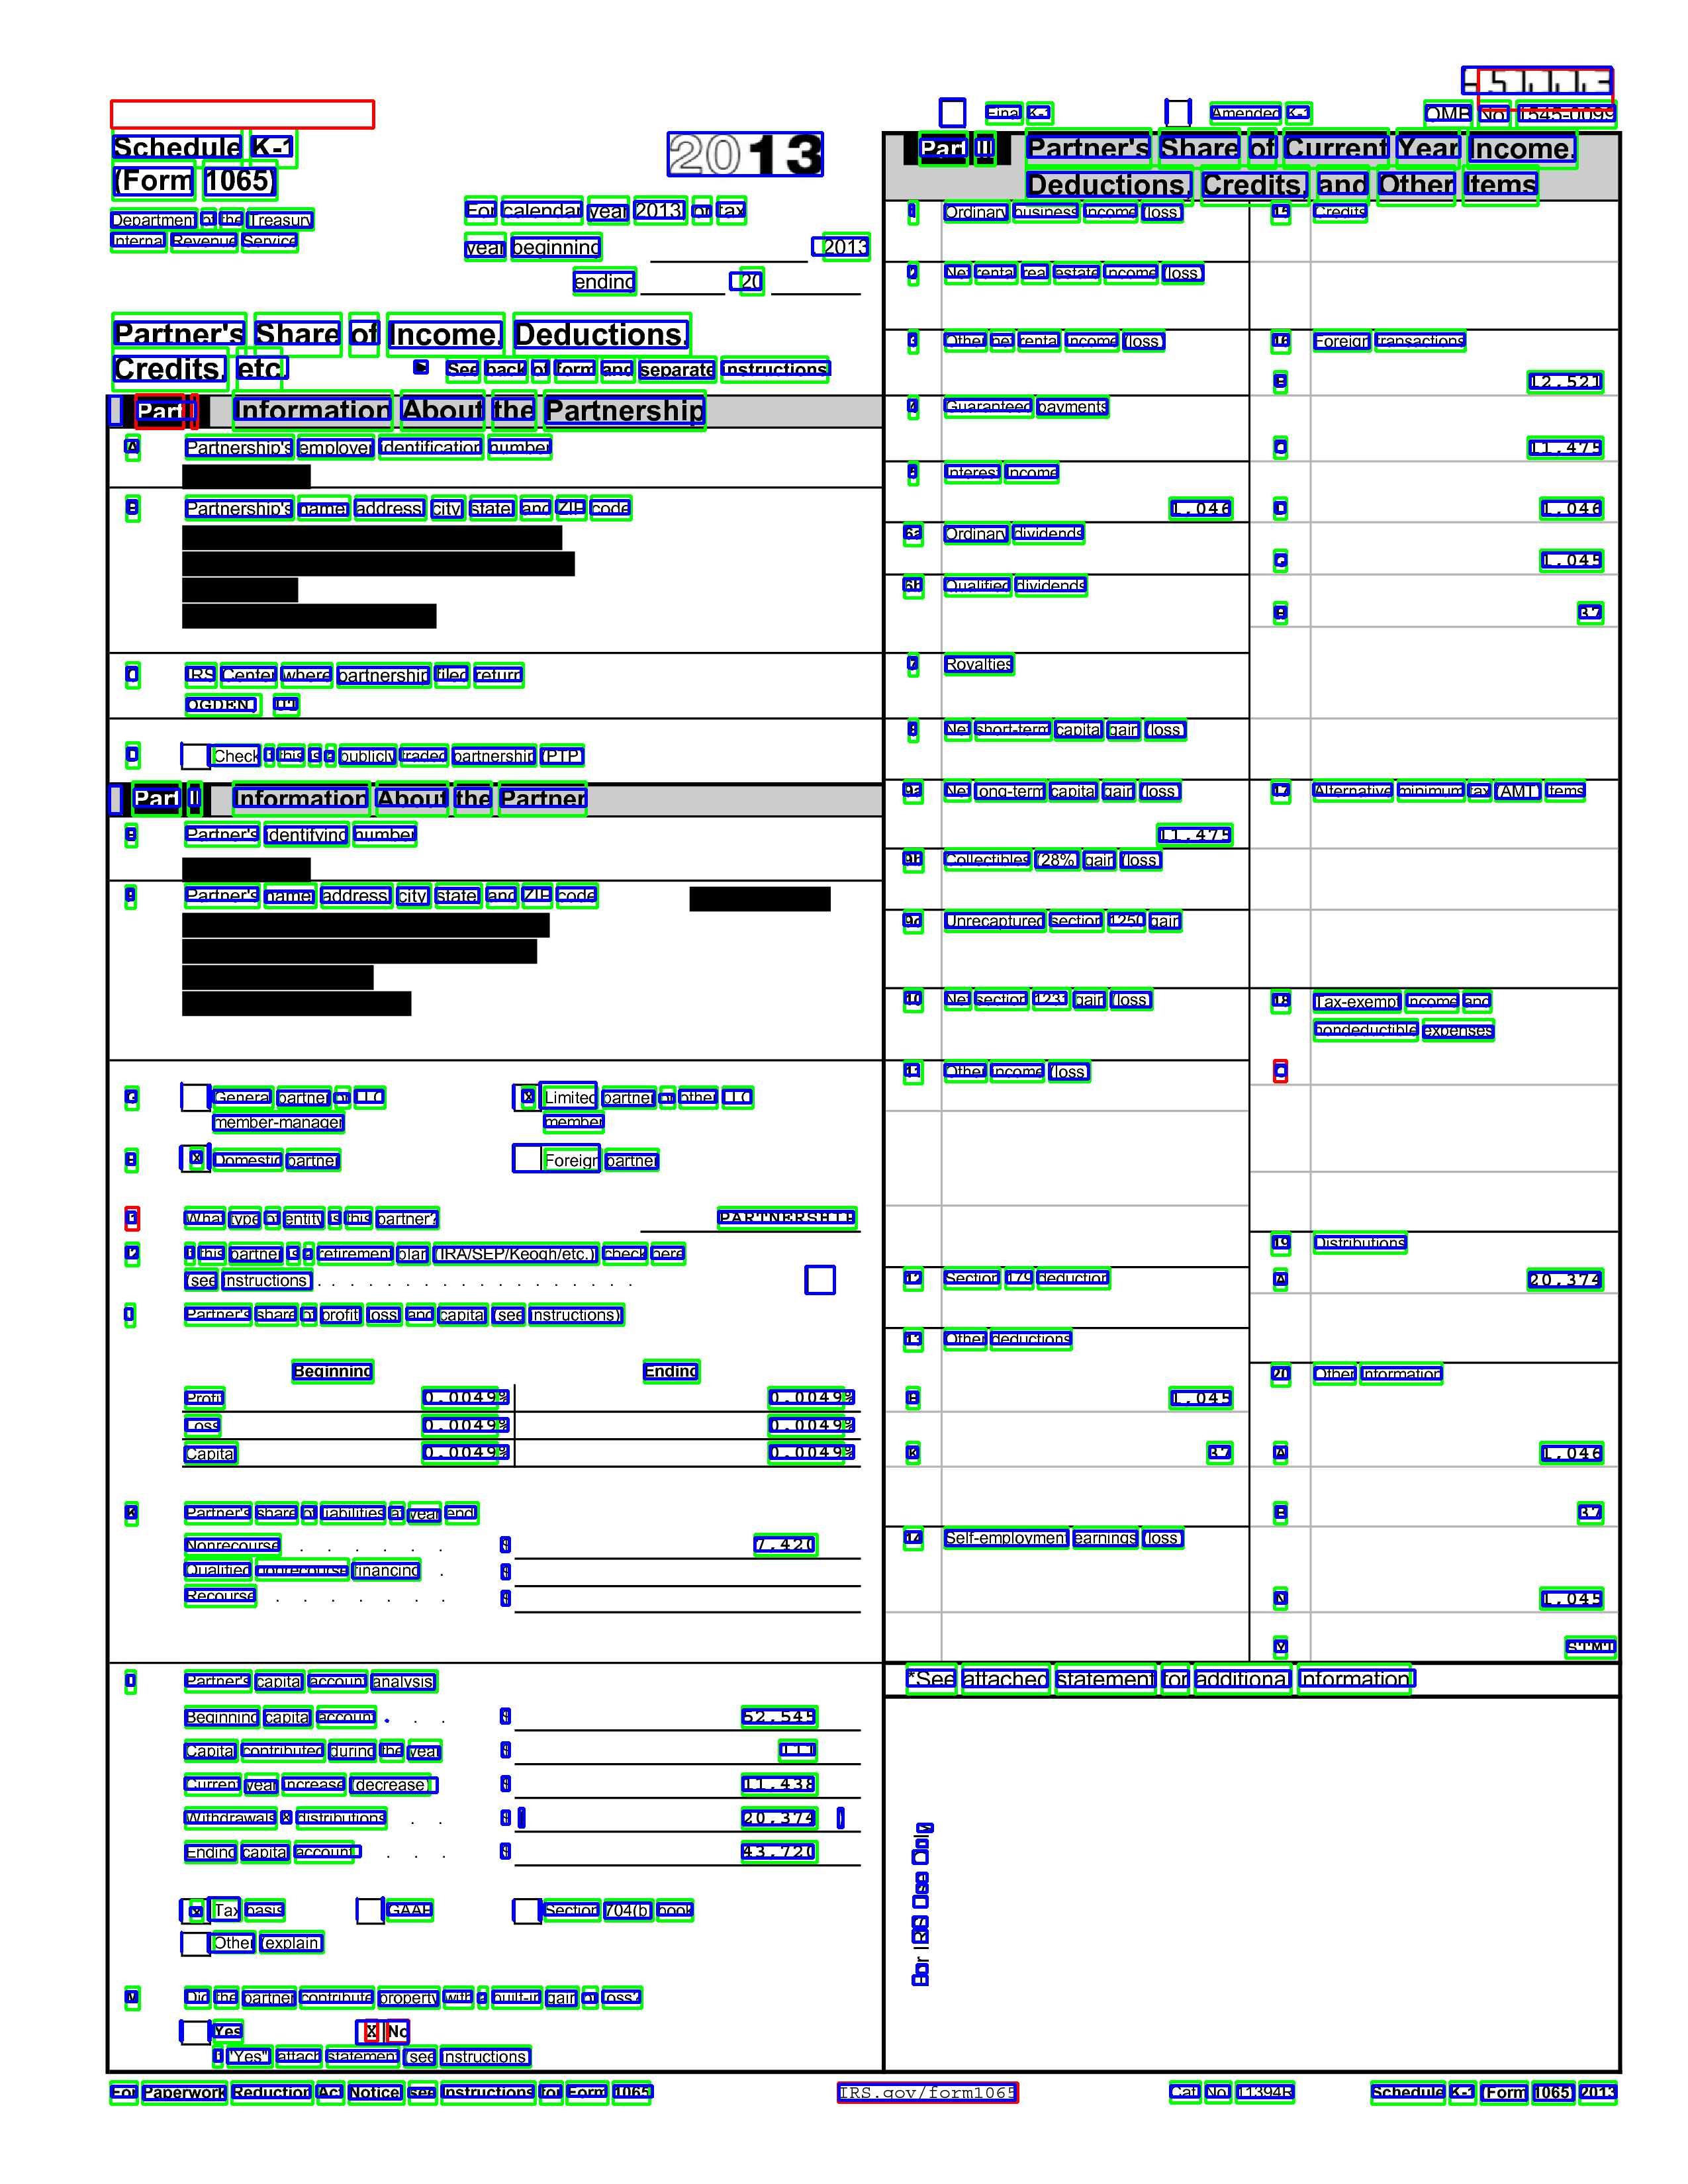 Final K-1 Amended K-1 OMB No. 1545-0099
Schedule K-1
(Form 1065)
2013
Department of the Treasury
Internal Revenue Service
For calendar year 2013, or tax
year beginning , 2013
ending , 20
Partner's Share of Income, Deductions,
Credits, etc.
► See back of form and separate instructions.
Part I Information About the Partnership
A Partnership's employer identification number
B Partnership's name, address, city, state, and ZIP code
C IRS Center where partnership filed return
OGDEN, UT
D Check if this is a publicly traded partnership (PTP)
Part II Information About the Partner
E Partner's identifying number
F Partner's name, address, city, state, and ZIP code
G General partner or LLC
member-manager
X Limited partner or other LLC
member
H X Domestic partner Foreign partner
I1 What type of entity is this partner? PARTNERSHIP
I2 If this partner is a retirement plan (IRA/SEP/Keogh/etc.), check here
(see instructions) . . . . . . . . . . . . . . . . .
J Partner's share of profit, loss, and capital (see instructions):
Beginning Ending
Profit 0.0049% 0.0049%
Loss 0.0049% 0.0049%
Capital 0.0049% 0.0049%
K Partner's share of liabilities at year end:
Nonrecourse . . . . . . $ 7,420
Qualified nonrecourse financing . $
Recourse . . . . . . . $
L Partner's capital account analysis:
Beginning capital account . . . $ 52,545
Capital contributed during the year $ 111
Current year increase (decrease) $ 11,438
Withdrawals & distributions . . $ ( 20,374 )
Ending capital account . . . $ 43,720
X Tax basis GAAP Section 704(b) book
Other (explain)
M Did the partner contribute property with a built-in gain or loss?
Yes X No
If "Yes", attach statement (see instructions)
Part III Partner's Share of Current Year Income,
Deductions, Credits, and Other Items
1 Ordinary business income (loss)
2 Net rental real estate income (loss)
3 Other net rental income (loss)
4 Guaranteed payments
5 Interest income
1,046
6a Ordinary dividends
6b Qualified dividends
7 Royalties
8 Net short-term capital gain (loss)
9a Net long-term capital gain (loss)
11,475
9b Collectibles (28%) gain (loss)
9c Unrecaptured section 1250 gain
10 Net section 1231 gain (loss)
11 Other income (loss)
12 Section 179 deduction
13 Other deductions
B 1,045
K 37
14 Self-employment earnings (loss)
15 Credits
16 Foreign transactions
B 12,521
C 11,475
D 1,046
G 1,045
H 37
17 Alternative minimum tax (AMT) items
18 Tax-exempt income and
nondeductible expenses
C
19 Distributions
A 20,374
20 Other information
A 1,046
B 37
N 1,045
Y STMT
*See attached statement for additional information.
For IRS Use Only
For Paperwork Reduction Act Notice, see Instructions for Form 1065. IRS.gov/form1065 Cat. No. 11394R Schedule K-1 (Form 1065) 2013